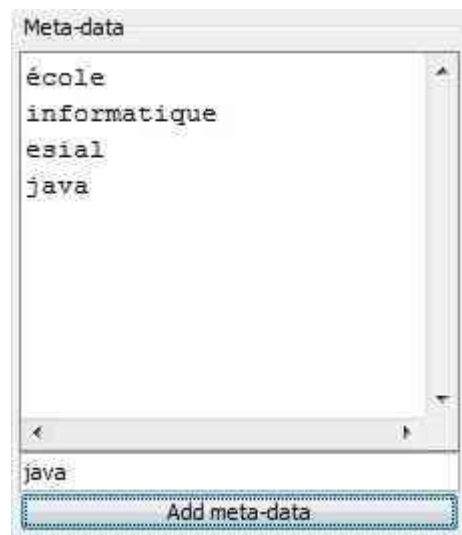 Meta-data
école
informatique
esial
java
java
Add meta-data